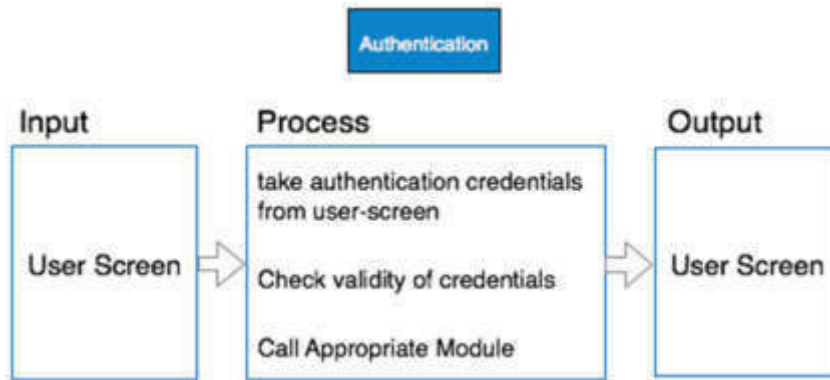 Authentication
Input
Process
Output
User Screen
take authentication credentials
from user-screen
Check validity of credentials
Call Appropriate Module
User Screen